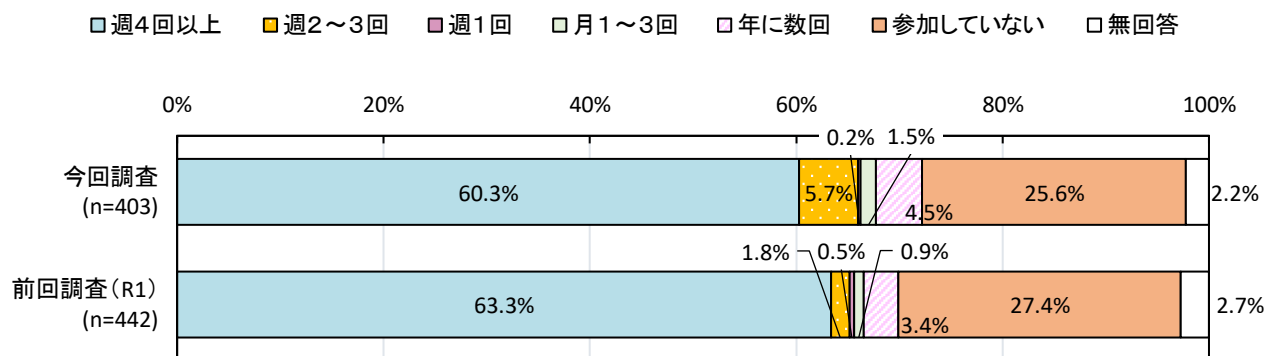 週４回以上 週２～３回 週１回 月１～３回 年に数回 参加していない 無回答
0% 20% 40% 60% 80% 100%
0.2% 1.5%
今回調査
(n=403)
60.3% 5.7% 4.5% 25.6% 2.2%
1.8% 0.5% 0.9%
前回調査（R1）
(n=442)
63.3% 3.4% 27.4% 2.7%